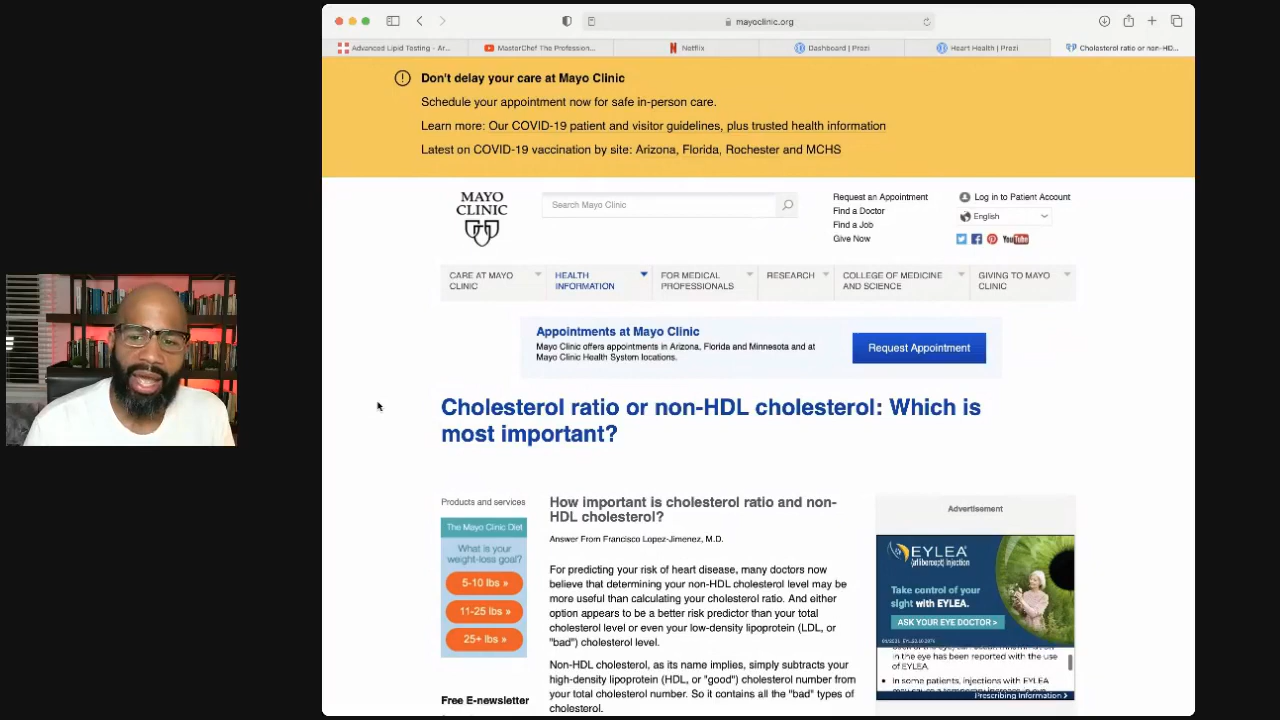 mayoclinic.org
Advanced Lipid Testing - Ar...
MasterChef The Profession...
Netflix
Dashboard | Prezi
Heart Health | Prezi
Cholesterol ratio or non-HD...
Don't delay your care at Mayo Clinic
Schedule your appointment now for safe in-person care.
Learn more: Our COVID-19 patient and visitor guidelines, plus trusted health information
Latest on COVID-19 vaccination by site: Arizona, Florida, Rochester and MCHS
MAYO
CLINIC
Search Mayo Clinic
Request an Appointment
Find a Doctor
Find a Job
Give Now
Log in to Patient Account
English
YouTube
CARE AT MAYO
CLINIC
HEALTH
INFORMATION
FOR MEDICAL
PROFESSIONALS
RESEARCH
COLLEGE OF MEDICINE
AND SCIENCE
GIVING TO MAYO
CLINIC
Appointments at Mayo Clinic
Mayo Clinic offers appointments in Arizona, Florida and Minnesota and at
Mayo Clinic Health System locations.
Request Appointment
Cholesterol ratio or non-HDL cholesterol: Which is
most important?
Products and services
The Mayo Clinic Diet
What is your
weight-loss goal?
5-10 lbs »
11-25 lbs »
25+ lbs »
Free E-newsletter
How important is cholesterol ratio and non-
HDL cholesterol?
Answer From Francisco Lopez-Jimenez, M.D.
For predicting your risk of heart disease, many doctors now
believe that determining your non-HDL cholesterol level may be
more useful than calculating your cholesterol ratio. And either
option appears to be a better risk predictor than your total
cholesterol level or even your low-density lipoprotein (LDL, or
"bad") cholesterol level.
Non-HDL cholesterol, as its name implies, simply subtracts your
high-density lipoprotein (HDL, or "good") cholesterol number from
your total cholesterol number. So it contains all the "bad" types of
cholesterol.
Advertisement
EYLEA
(aflibercept) Injection
Take control of your
sight with EYLEA.
ASK YOUR EYE DOCTOR >
in the eye has been reported with the use
of EYLEA.
In some patients, injections with EYLEA
Prescribing Information >